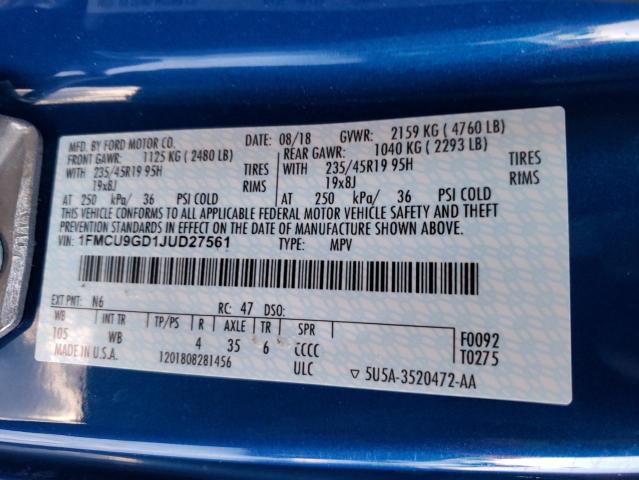 MFD. BY FORD MOTOR CO. DATE: 08/18 GVWR: 2159 KG (4760 LB)
FRONT GAWR: 1125 KG (2480 LB) REAR GAWR: 1040 KG (2293 LB)
WITH 235/45R19 95H TIRES WITH 235/45R19 95H TIRES
19x8J RIMS 19x8J RIMS
AT 250 kPa/ 36 PSI COLD AT 250 kPa/ 36 PSI COLD
THIS VEHICLE CONFORMS TO ALL APPLICABLE FEDERAL MOTOR VEHICLE SAFETY AND THEFT
PREVENTION STANDARDS IN EFFECT ON THE DATE OF MANUFACTURE SHOWN ABOVE.
VIN: 1FMCU9GD1JUD27561 TYPE: MPV
EXT PNT: N6 RC: 47 DSO:
WB INT TR TP/PS R AXLE TR SPR
105 WB 4 35 6 CCCC F0092
MADE IN U.S.A. 1201808281456 ULC T0275
▽ 5U5A-3520472-AA